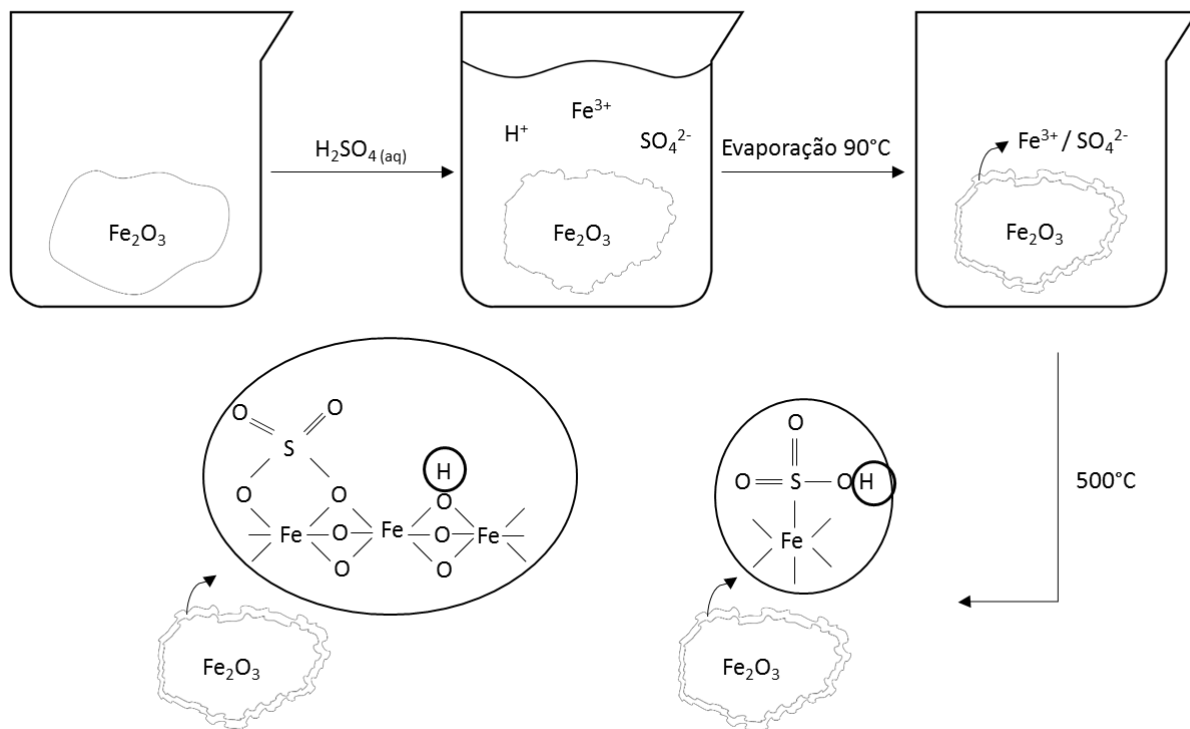 Fe₂O₃
H₂SO₄ (aq)
H⁺
Fe³⁺
SO₄²⁻
Fe₂O₃
Evaporação 90°C
Fe³⁺ / SO₄²⁻
Fe₂O₃
500°C
O O
S
H
O O O
Fe O Fe O Fe
O O
O
O S O H
Fe
Fe₂O₃
Fe₂O₃